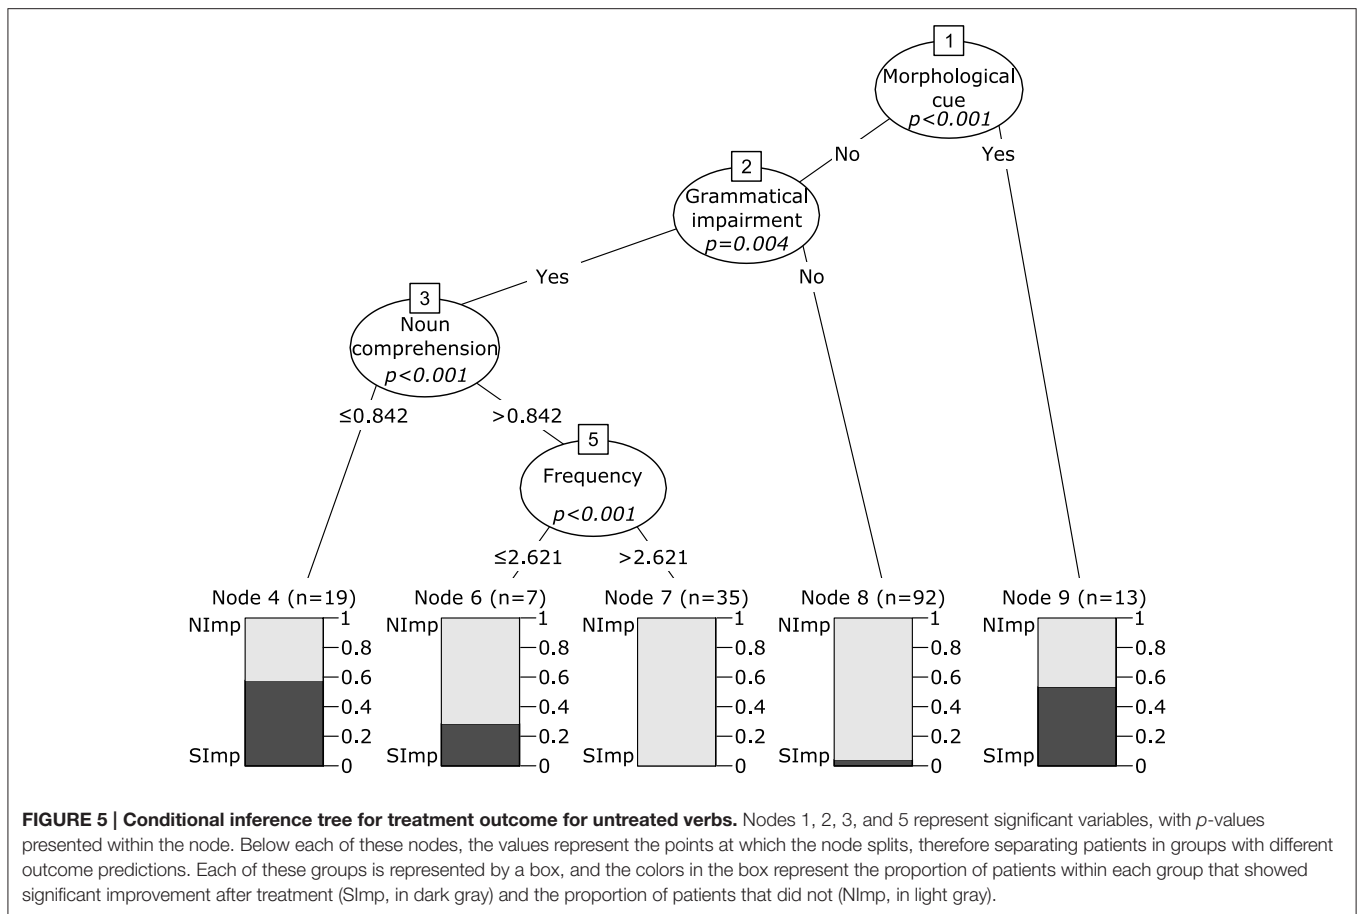 1
Morphological
cue
p<0.001
No
Yes
2
Grammatical
impairment
p=0.004
Yes
No
3
Noun
comprehension
p<0.001
≤0.842
>0.842
5
Frequency
p<0.001
≤2.621
>2.621
Node 4 (n=19)
NImp
SImp
1
0.8
0.6
0.4
0.2
0
Node 6 (n=7)
NImp
SImp
1
0.8
0.6
0.4
0.2
0
Node 7 (n=35)
NImp
SImp
1
0.8
0.6
0.4
0.2
0
Node 8 (n=92)
NImp
SImp
1
0.8
0.6
0.4
0.2
0
Node 9 (n=13)
NImp
SImp
1
0.8
0.6
0.4
0.2
0
FIGURE 5 | Conditional inference tree for treatment outcome for untreated verbs. Nodes 1, 2, 3, and 5 represent significant variables, with p-values
presented within the node. Below each of these nodes, the values represent the points at which the node splits, therefore separating patients in groups with different
outcome predictions. Each of these groups is represented by a box, and the colors in the box represent the proportion of patients within each group that showed
significant improvement after treatment (SImp, in dark gray) and the proportion of patients that did not (NImp, in light gray).